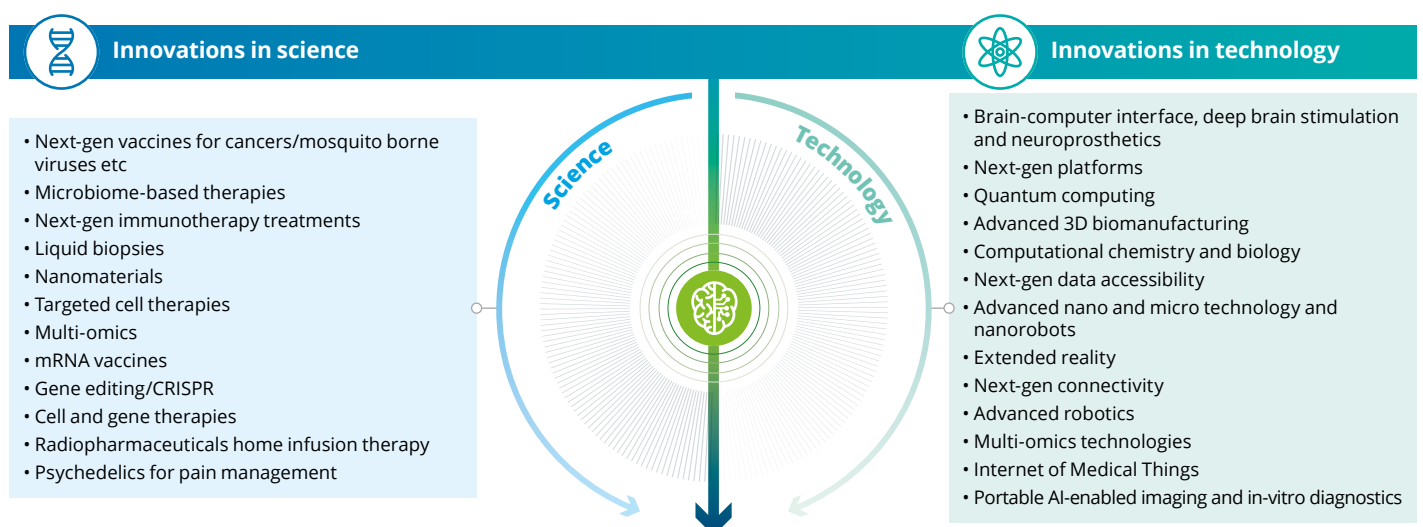 Innovations in science
Innovations in technology
• Next-gen vaccines for cancers/mosquito borne
viruses etc
• Microbiome-based therapies
• Next-gen immunotherapy treatments
• Liquid biopsies
• Nanomaterials
• Targeted cell therapies
• Multi-omics
• mRNA vaccines
• Gene editing/CRISPR
• Cell and gene therapies
• Radiopharmaceuticals home infusion therapy
• Psychedelics for pain management
Science
Technology
• Brain-computer interface, deep brain stimulation
and neuroprosthetics
• Next-gen platforms
• Quantum computing
• Advanced 3D biomanufacturing
• Computational chemistry and biology
• Next-gen data accessibility
• Advanced nano and micro technology and
nanorobots
• Extended reality
• Next-gen connectivity
• Advanced robotics
• Multi-omics technologies
• Internet of Medical Things
• Portable AI-enabled imaging and in-vitro diagnostics